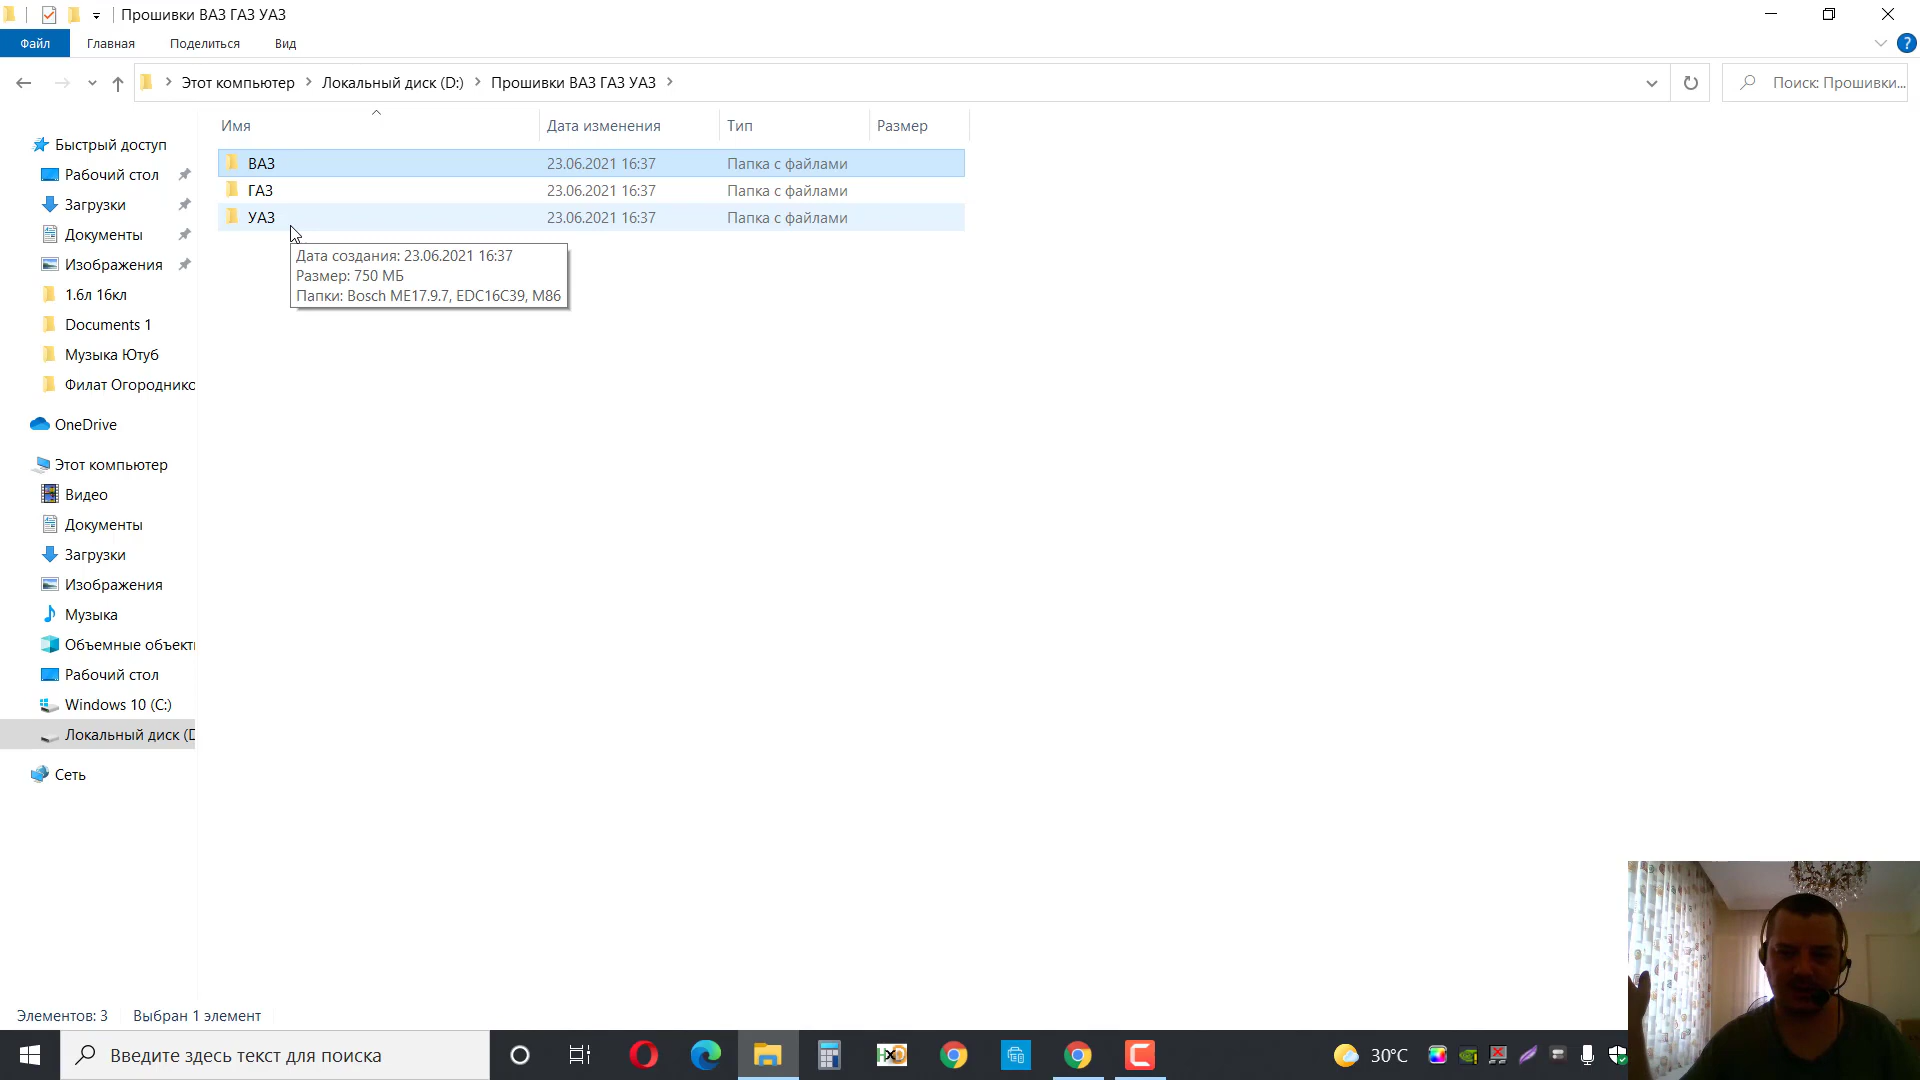 Прошивки ВАЗ ГАЗ УАЗ
Файл
Главная
Поделиться
Вид
Этот компьютер
Локальный диск (D:)
Прошивки ВАЗ ГАЗ УАЗ
Поиск: Прошивки...
Имя
Дата изменения
Тип
Размер
ВАЗ 23.06.2021 16:37 Папка с файлами
ГАЗ 23.06.2021 16:37 Папка с файлами
УАЗ 23.06.2021 16:37 Папка с файлами
Дата создания: 23.06.2021 16:37
Размер: 750 МБ
Папки: Bosch ME17.9.7, EDC16C39, M86
Быстрый доступ
Рабочий стол
Загрузки
Документы
Изображения
1.6л 16кл
Documents 1
Музыка Ютуб
Филат Огороднико
OneDrive
Этот компьютер
Видео
Документы
Загрузки
Изображения
Музыка
Объемные объект
Рабочий стол
Windows 10 (C:)
Локальный диск (D
Сеть
Элементов: 3
Выбран 1 элемент
Введите здесь текст для поиска
30°C